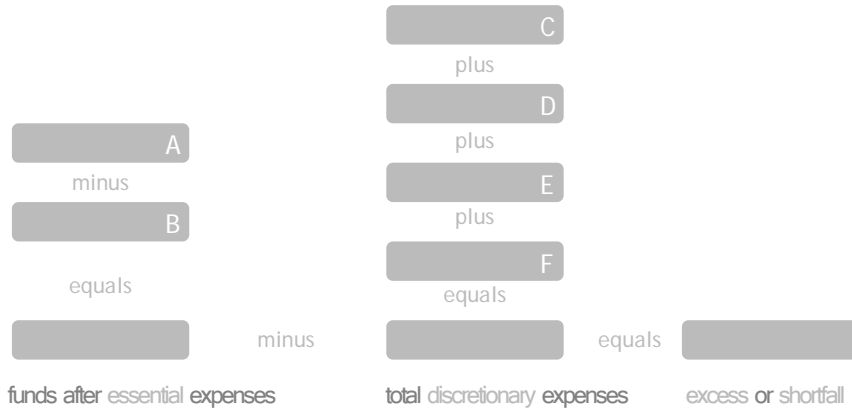 C
plus
D
plus
A
minus
E
plus
B
F
equals
equals
minus
equals
funds after essential expenses
total discretionary expenses
excess or shortfall